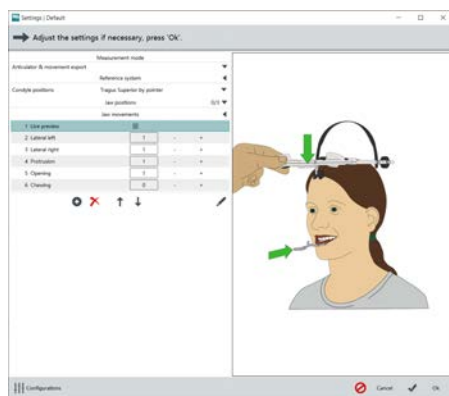 Settings | Default
Adjust the settings if necessary, press 'Ok'.
Measurement mode
Articulator & movement export
Reference system
Condyle positions Tragus Superior by pointer
Jaw positions 0/3
Jaw movements
1 Live preview
2 Lateral left 1 - +
3 Lateral right 1 - +
4 Protrusion 1 - +
5 Opening 1 - +
6 Chewing 0 - +
Configurations Cancel Ok